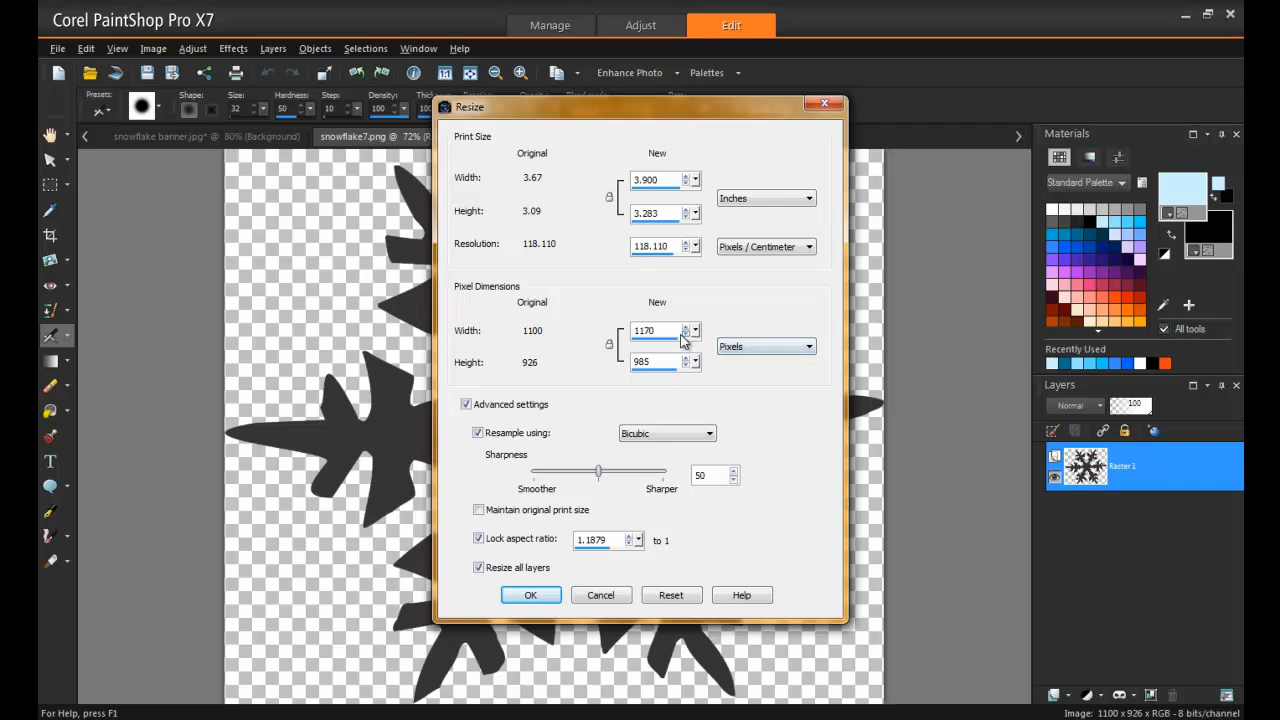 Corel PaintShop Pro X7
Manage Adjust Edit
File Edit View Image Adjust Effects Layers Objects Selections Window Help
Enhance Photo Palettes
Presets: Shape: Size: Hardness: Step: Density: Thick
32 50 10 100 100
snowflake banner.jpg* @ 80% (Background) snowflake7.png @ 72% (R
Resize
Print Size
Original New
Width: 3.67 3.900 Inches
Height: 3.09 3.283
Resolution: 118.110 118.110 Pixels / Centimeter
Pixel Dimensions
Original New
Width: 1100 1170 Pixels
Height: 926 985
Advanced settings
Resample using: Bicubic
Sharpness
50
Smoother Sharper
Maintain original print size
Lock aspect ratio: 1.1879 to 1
Resize all layers
OK Cancel Reset Help
Materials
Standard Palette
All tools
Recently Used
Layers
Normal 100
Raster 1
For Help, press F1
Image: 1100 x 926 x RGB - 8 bits/channel